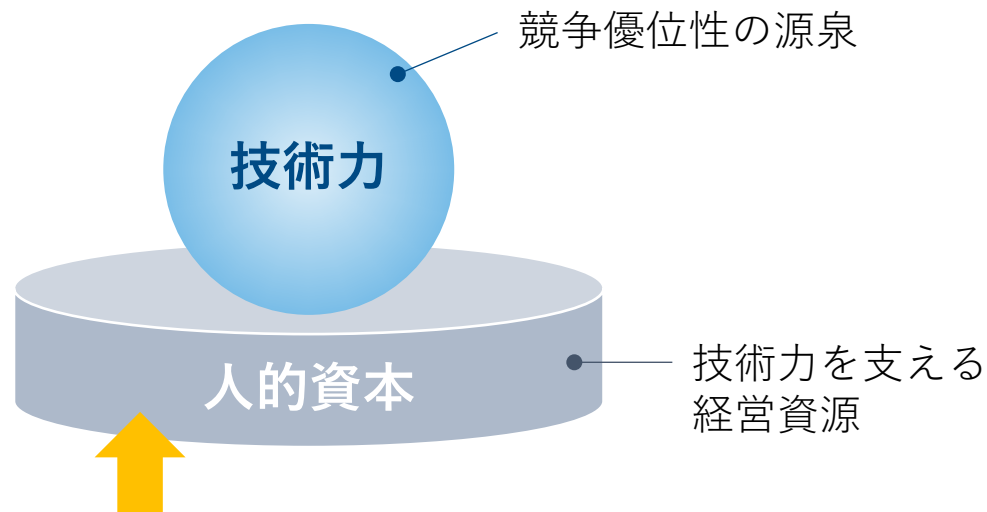 競争優位性の源泉
技術力
人的資本
技術力を支える
経営資源